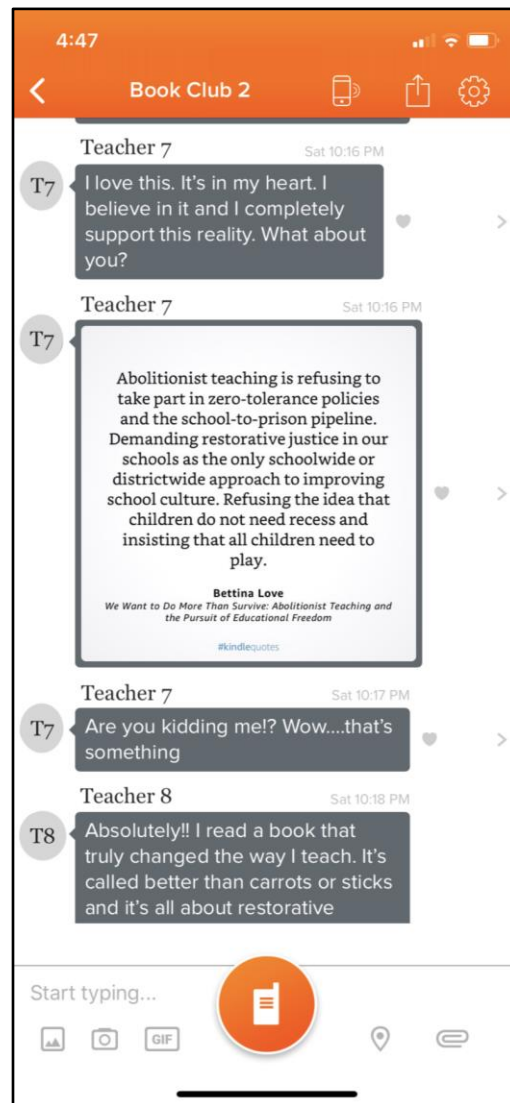 4:47
Book Club 2
Teacher 7
Sat 10:16 PM
T7
I love this. It's in my heart. I
believe in it and I completely
support this reality. What about
you?
Teacher 7
Sat 10:16 PM
T7
Abolitionist teaching is refusing to
take part in zero-tolerance policies
and the school-to-prison pipeline.
Demanding restorative justice in our
schools as the only schoolwide or
districtwide approach to improving
school culture. Refusing the idea that
children do not need recess and
insisting that all children need to
play.
Bettina Love
We Want to Do More Than Survive: Abolitionist Teaching and
the Pursuit of Educational Freedom
#kindlequotes
Teacher 7
Sat 10:17 PM
T7
Are you kidding me!? Wow....that's
something
Teacher 8
Sat 10:18 PM
T8
Absolutely!! I read a book that
truly changed the way I teach. It's
called better than carrots or sticks
and it's all about restorative
Start typing...
GIF